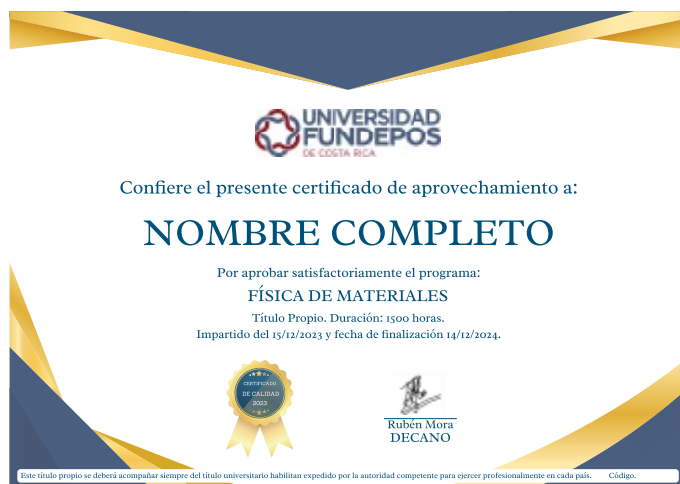 UNIVERSIDAD
FUNDEPOS
DE COSTA RICA
Confiere el presente certificado de aprovechamiento a:
NOMBRE COMPLETO
Por aprobar satisfactoriamente el programa:
FÍSICA DE MATERIALES
Título Propio. Duración: 1500 horas.
Impartido del 15/12/2023 y fecha de finalización 14/12/2024.
CERTIFICADO
DE CALIDAD
2023
Rubén Mora
DECANO
Este título propio se deberá acompañar siempre del título universitario habilitan expedido por la autoridad competente para ejercer profesionalmente en cada país. Código.